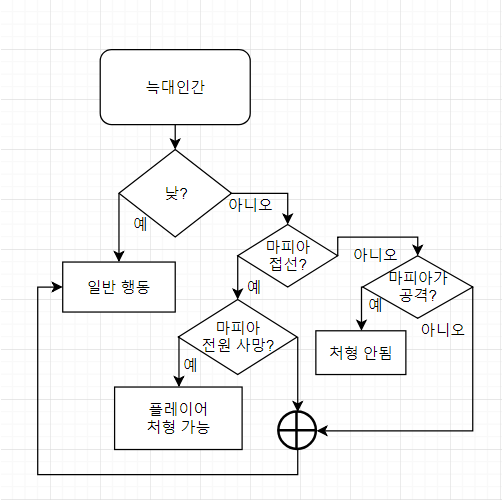 늑대인간
낮?
예
아니오
마피아
접선?
아니오
예
일반 행동
마피아가
공격?
예
아니오
마피아
전원 사망?
예
처형 안됨
플레이어
처형 가능